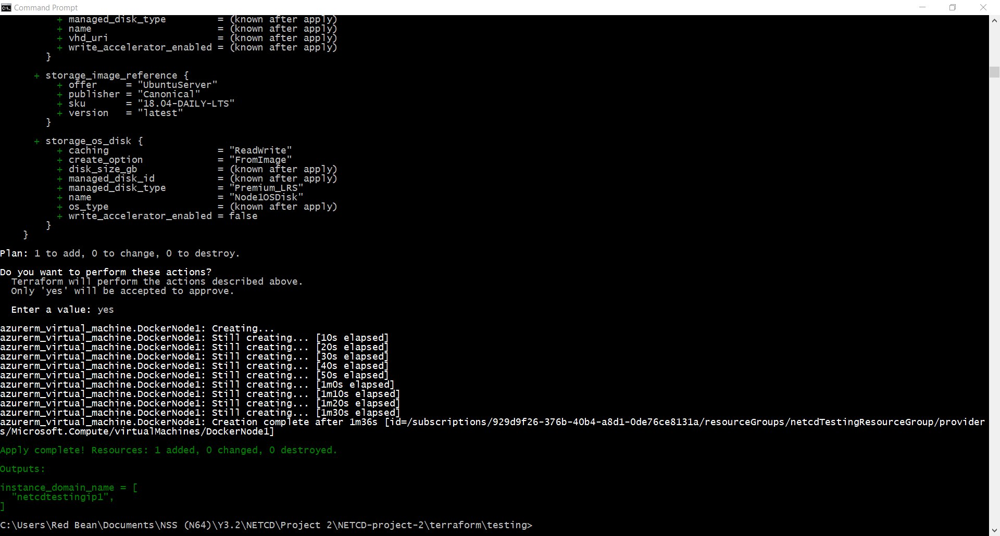 Command Prompt
+ managed_disk_type         = (known after apply)
+ name                      = (known after apply)
+ vhd_uri                   = (known after apply)
+ write_accelerator_enabled = (known after apply)
}
+ storage_image_reference {
+ offer     = "UbuntuServer"
+ publisher = "Canonical"
+ sku       = "18.04-DAILY-LTS"
+ version   = "latest"
}
+ storage_os_disk {
+ caching                   = "ReadWrite"
+ create_option             = "FromImage"
+ disk_size_gb              = (known after apply)
+ managed_disk_id           = (known after apply)
+ managed_disk_type         = "Premium_LRS"
+ name                      = "Node1OSDisk"
+ os_type                   = (known after apply)
+ write_accelerator_enabled = false
}
}
Plan: 1 to add, 0 to change, 0 to destroy.
Do you want to perform these actions?
Terraform will perform the actions described above.
Only 'yes' will be accepted to approve.
Enter a value: yes
azurerm_virtual_machine.DockerNode1: Creating...
azurerm_virtual_machine.DockerNode1: Still creating... [10s elapsed]
azurerm_virtual_machine.DockerNode1: Still creating... [20s elapsed]
azurerm_virtual_machine.DockerNode1: Still creating... [30s elapsed]
azurerm_virtual_machine.DockerNode1: Still creating... [40s elapsed]
azurerm_virtual_machine.DockerNode1: Still creating... [50s elapsed]
azurerm_virtual_machine.DockerNode1: Still creating... [1m0s elapsed]
azurerm_virtual_machine.DockerNode1: Still creating... [1m10s elapsed]
azurerm_virtual_machine.DockerNode1: Still creating... [1m20s elapsed]
azurerm_virtual_machine.DockerNode1: Still creating... [1m30s elapsed]
azurerm_virtual_machine.DockerNode1: Creation complete after 1m36s [id=/subscriptions/929d9f26-376b-40b4-a8d1-0de76ce8131a/resourceGroups/netcdTestingResourceGroup/provider
s/Microsoft.Compute/virtualMachines/DockerNode1]
Apply complete! Resources: 1 added, 0 changed, 0 destroyed.
Outputs:
instance_domain_name = [
"netcdtestingip1",
]
C:\Users\Red Bean\Documents\NSS (N64)\Y3.2\NETCD\Project 2\NETCD-project-2\terraform\testing>